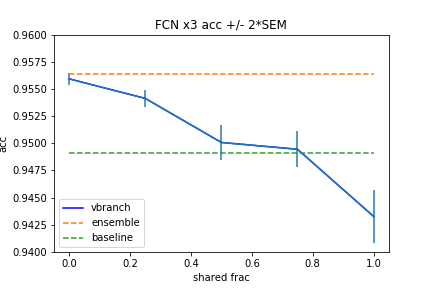 FCN x3 acc +/- 2*SEM
0.9600
0.9575
0.9550
0.9525
0.9500
0.9475
0.9450
0.9425
0.9400
acc
vbranch
ensemble
baseline
0.0 0.2 0.4 0.6 0.8 1.0
shared frac